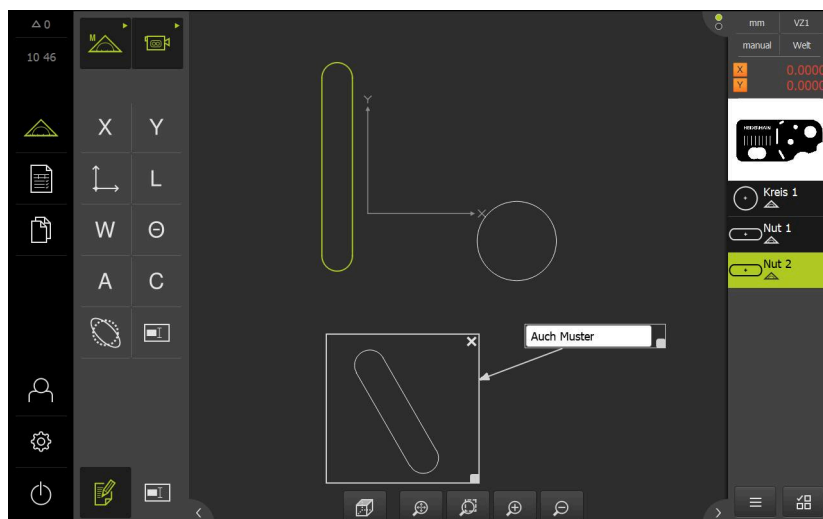 △ 0
10 46
M
X Y
L
W Θ
A C
Y
X
Auch Muster
mm VZ1
manual Welt
X 0.0000
Y 0.0000
HEIDENHAIN
Kreis 1
Nut 1
Nut 2